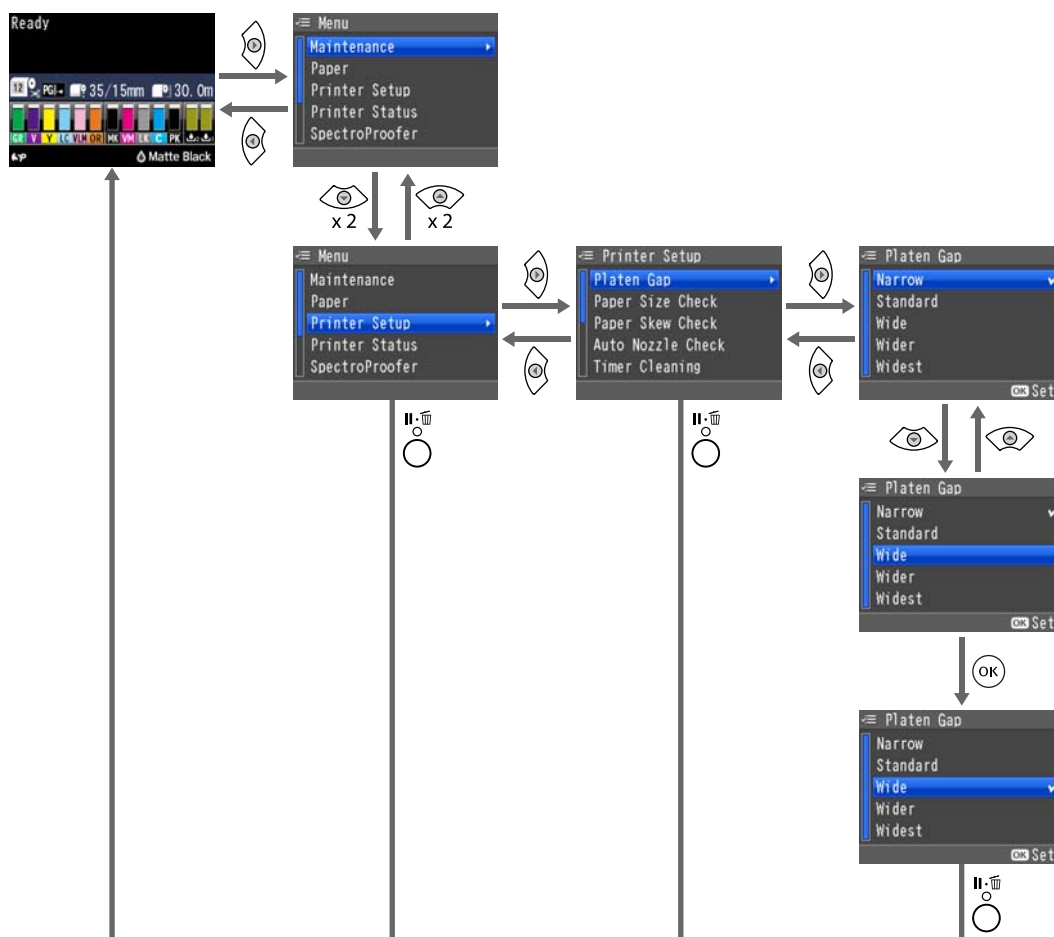 Ready
12 PGI 35/15mm 30. 0m
GR V Y LC VLM OR MK VM LK C PK
Matte Black
Menu
Maintenance
Paper
Printer Setup
Printer Status
SpectroProofer
x 2
x 2
Menu
Maintenance
Paper
Printer Setup
Printer Status
SpectroProofer
Printer Setup
Platen Gap
Paper Size Check
Paper Skew Check
Auto Nozzle Check
Timer Cleaning
Platen Gap
Narrow
Standard
Wide
Wider
Widest
OK Set
Platen Gap
Narrow
Standard
Wide
Wider
Widest
OK Set
OK
Platen Gap
Narrow
Standard
Wide
Wider
Widest
OK Set